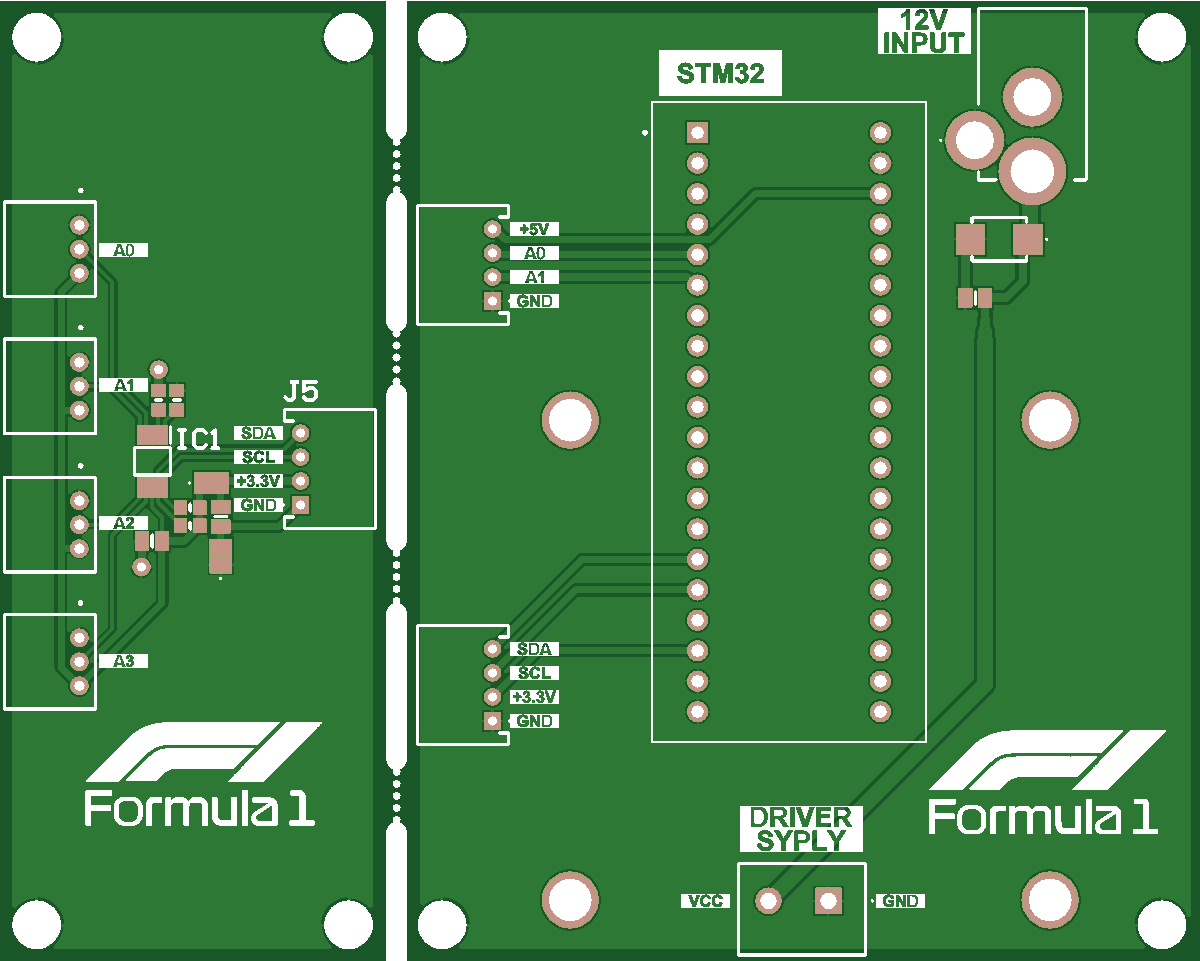 12V
INPUT
STM32
+5V
A0
A1
GND
A0
A1
J5
IC1
SDA
SCL
+3.3V
GND
A2
A3
SDA
SCL
+3.3V
GND
Formula 1
Formula 1
DRIVER
SYPLY
VCC
GND